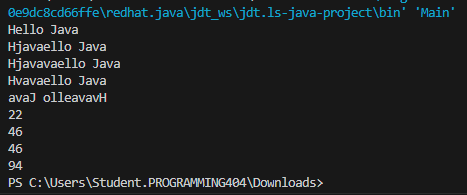 0e9dc8cd66ffe\redhat.java\jdt_ws\jdt.ls-java-project\bin' 'Main'
Hello Java
Hjavaello Java
Hjavavaello Java
Hvavaello Java
avaJ olleavavH
22
46
46
94
PS C:\Users\Student.PROGRAMMING404\Downloads>